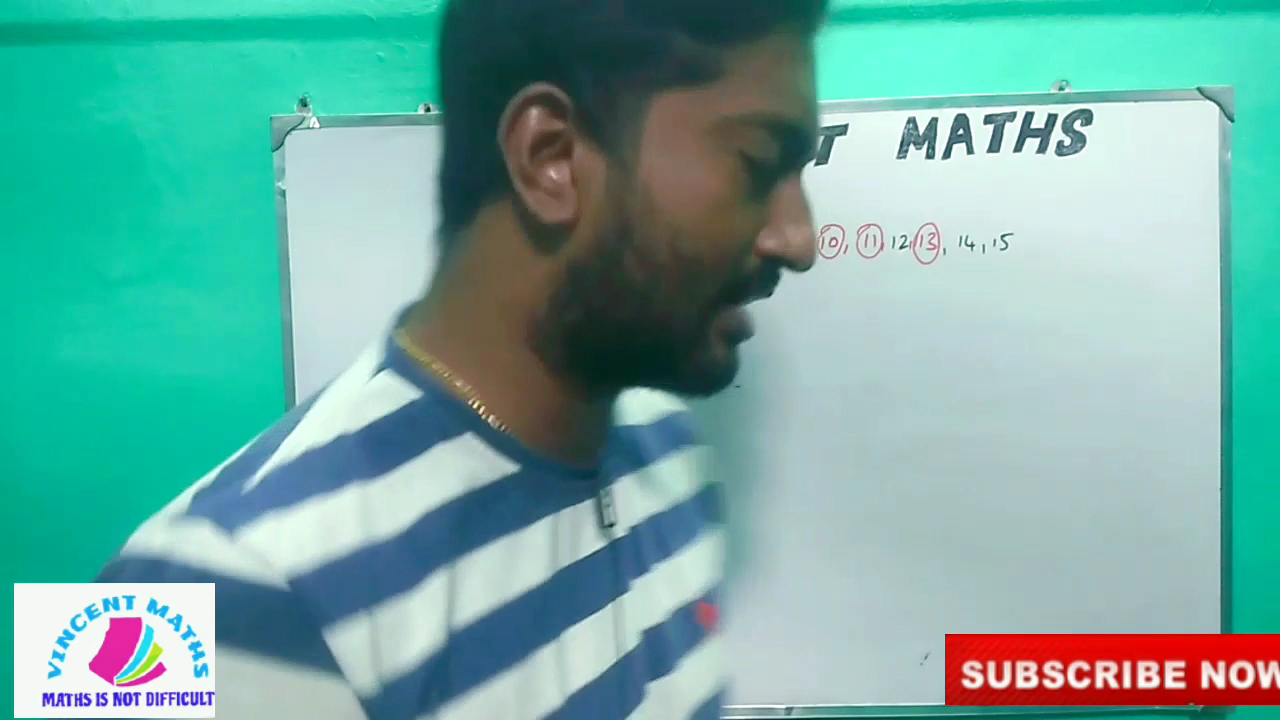 T MATHS
10, 11, 12, 13, 14, 15
VINCENT MATHS
MATHS IS NOT DIFFICULT
SUBSCRIBE NOW